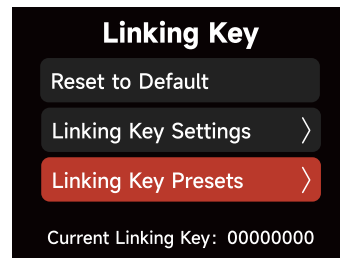 Linking Key
Reset to Default
Linking Key Settings
Linking Key Presets
Current Linking Key: 00000000